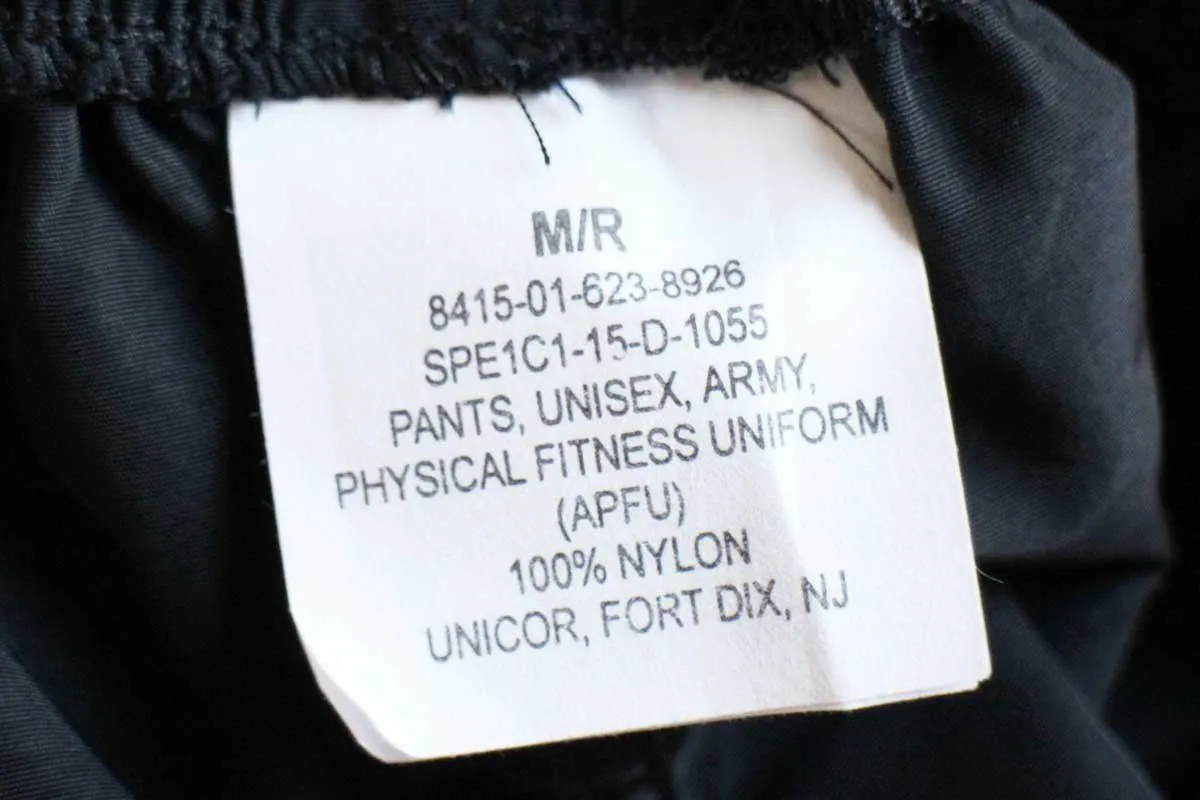 M/R
8415-01-623-8926
SPE1C1-15-D-1055
PANTS, UNISEX, ARMY,
PHYSICAL FITNESS UNIFORM
(APFU)
100% NYLON
UNICOR, FORT DIX, NJ